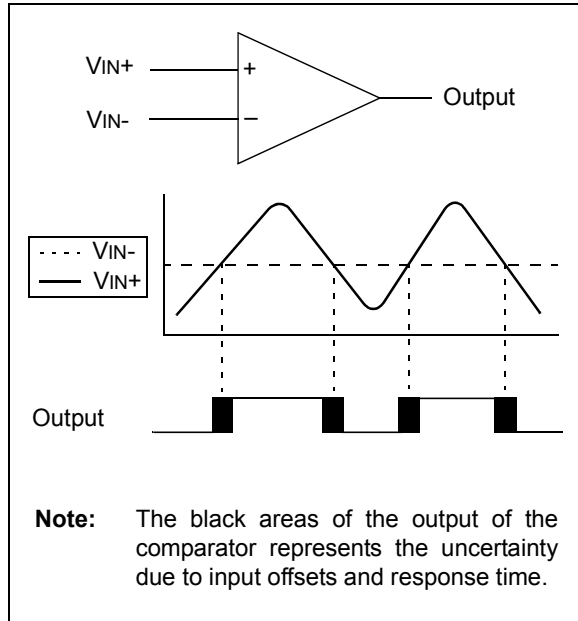 VIN+
+
Output
VIN-
−
VIN-
VIN+
Output
Note: The black areas of the output of the
comparator represents the uncertainty
due to input offsets and response time.